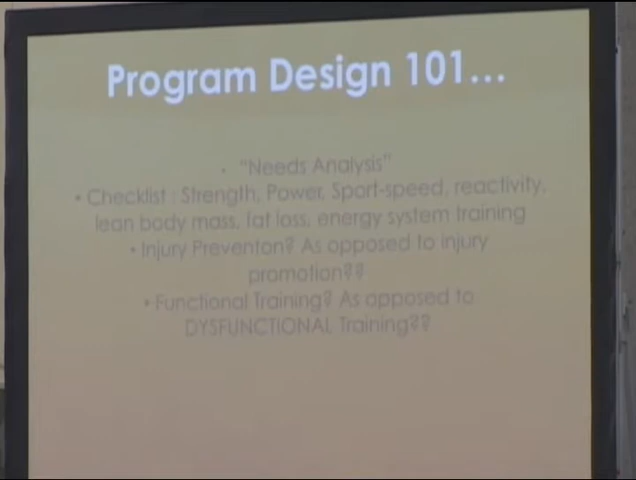 Program Design 101...
• "Needs Analysis"
• Checklist : Strength, Power, Sport-speed, reactivity,
lean body mass, fat loss, energy system training
• Injury Preventon? As opposed to injury
promotion??
• Functional Training? As opposed to
DYSFUNCTIONAL Training??